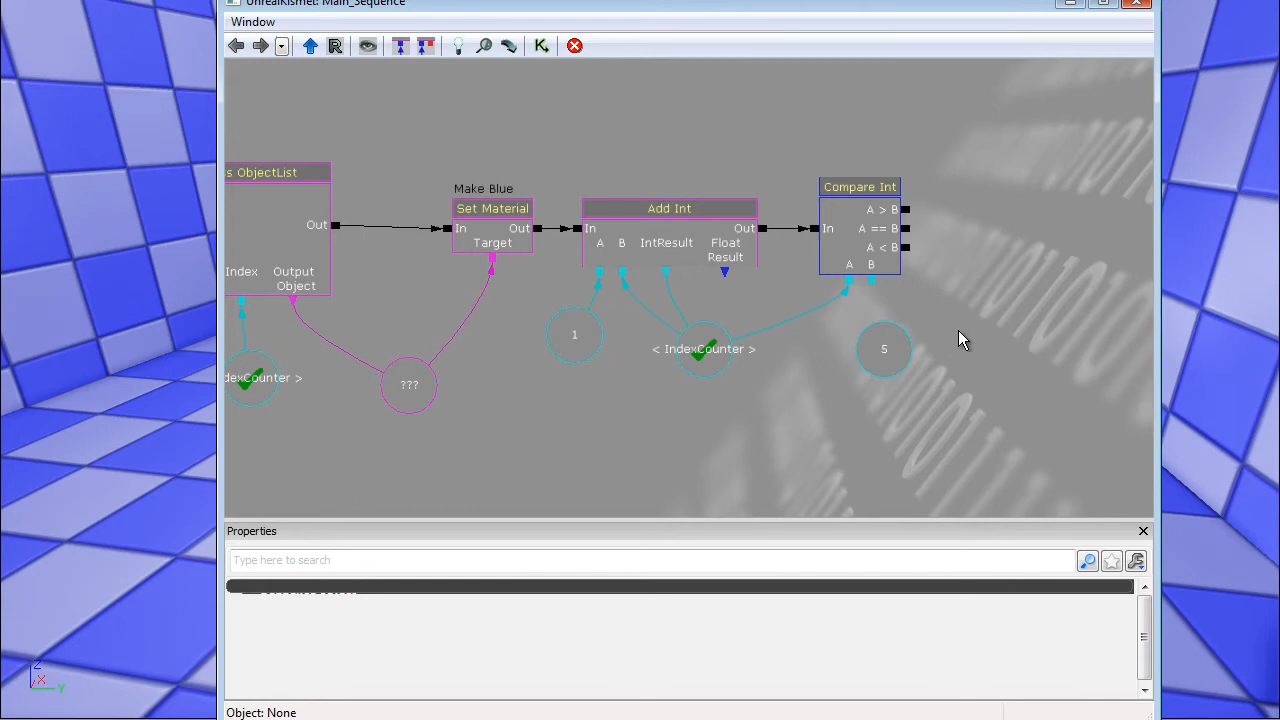 UnrealKismet: Main_Sequence
Window
s ObjectList
Out
Index
Output
Object
dexCounter >
???
Make Blue
Set Material
In
Out
Target
Add Int
In
Out
A
B
IntResult
Float
Result
1
< IndexCounter >
Compare Int
A > B
In
A == B
A < B
A
B
5
Properties
Type here to search
Object: None
Z
X
Y